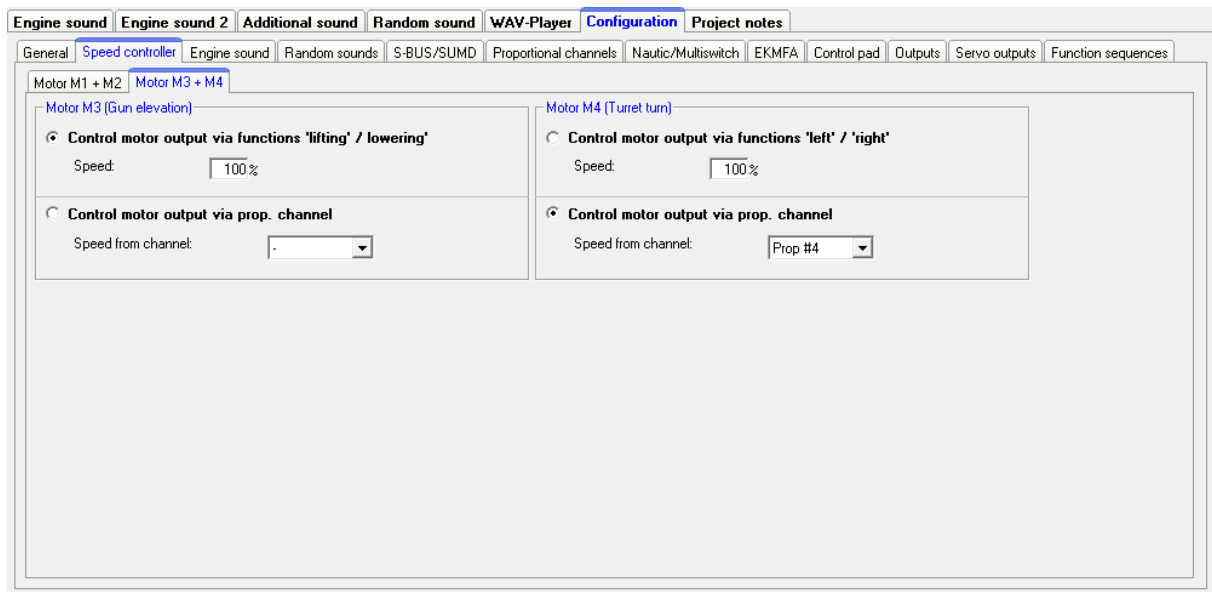 Engine sound Engine sound 2 Additional sound Random sound WAV-Player Configuration Project notes
General Speed controller Engine sound Random sounds S-BUS/SUMD Proportional channels Nautic/Multiswitch EKMFA Control pad Outputs Servo outputs Function sequences
Motor M1 + M2 Motor M3 + M4
Motor M3 (Gun elevation)
Control motor output via functions 'lifting' / lowering'
Speed: 100 %
Control motor output via prop. channel
Speed from channel: -
Motor M4 (Turret turn)
Control motor output via functions 'left' / 'right'
Speed: 100 %
Control motor output via prop. channel
Speed from channel: Prop #4